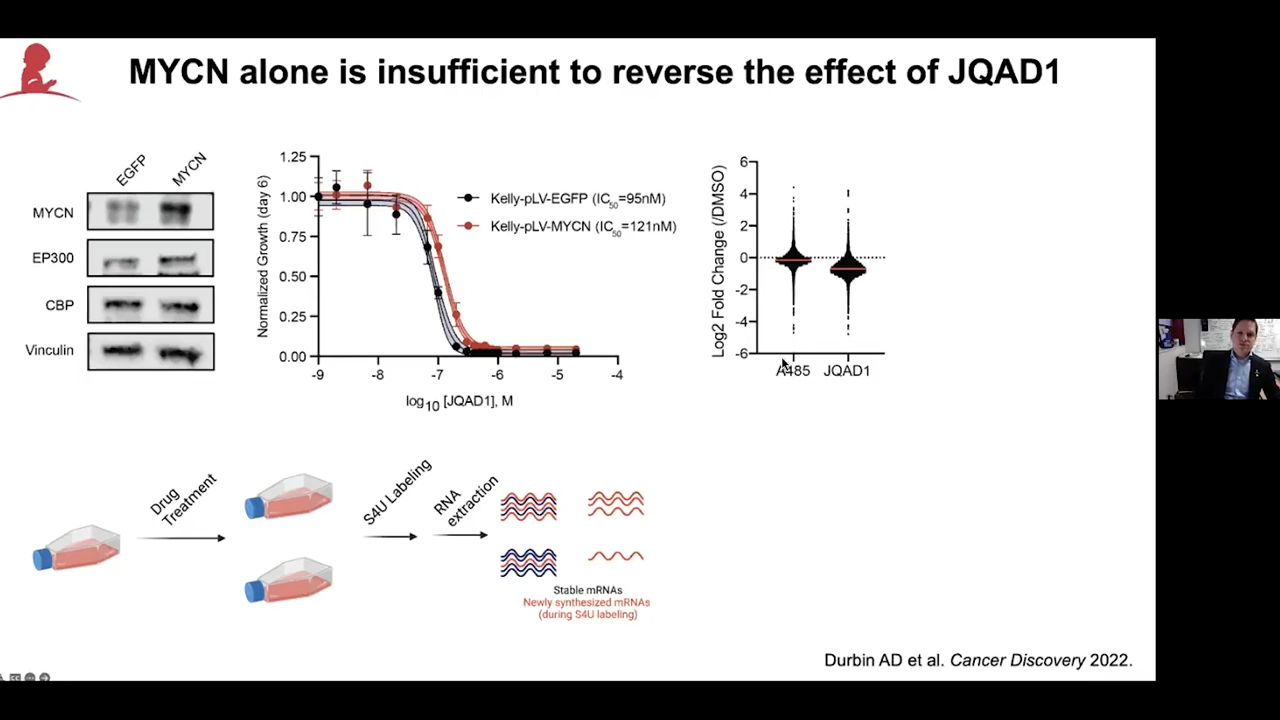 MYCN alone is insufficient to reverse the effect of JQAD1
EGFP
MYCN
MYCN
EP300
CBP
Vinculin
Normalized Growth (day 6)
1.25
1.00
0.75
0.50
0.25
0.00
-9
-8
-7
-6
-5
-4
log10 [JQAD1], M
Kelly-pLV-EGFP (IC50=95nM)
Kelly-pLV-MYCN (IC50=121nM)
Log2 Fold Change (/DMSO)
6
4
2
0
-2
-4
-6
A485
JQAD1
Drug
Treatment
S4U Labeling
RNA
extraction
Stable mRNAs
Newly synthesized mRNAs
(during S4U labeling)
Durbin AD et al. Cancer Discovery 2022.